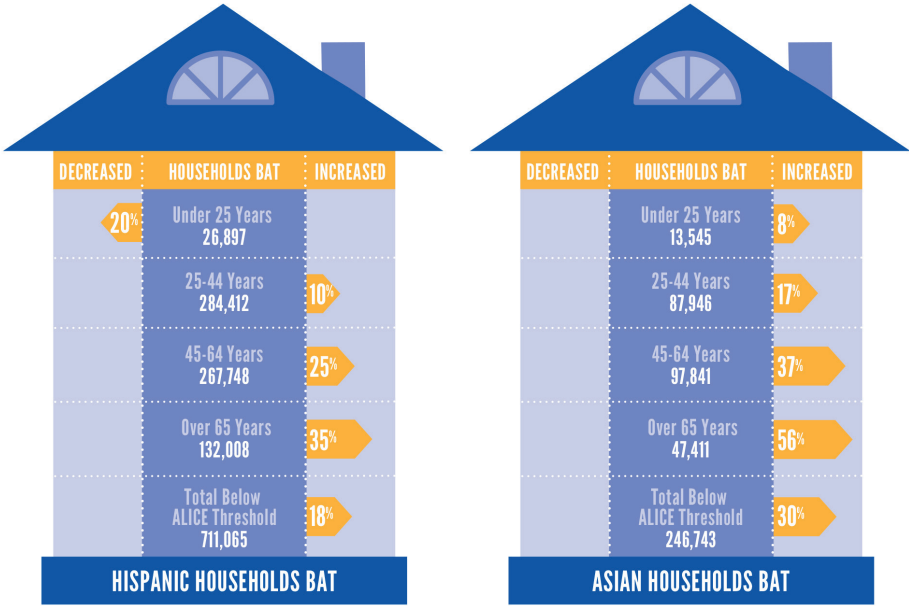 DECREASED HOUSEHOLDS BAT INCREASED
20% Under 25 Years
26,897
25-44 Years
284,412
10%
45-64 Years
267,748
25%
Over 65 Years
132,008
35%
Total Below
ALICE Threshold
711,065
18%
HISPANIC HOUSEHOLDS BAT
DECREASED HOUSEHOLDS BAT INCREASED
Under 25 Years
13,545
8%
25-44 Years
87,946
17%
45-64 Years
97,841
37%
Over 65 Years
47,411
56%
Total Below
ALICE Threshold
246,743
30%
ASIAN HOUSEHOLDS BAT